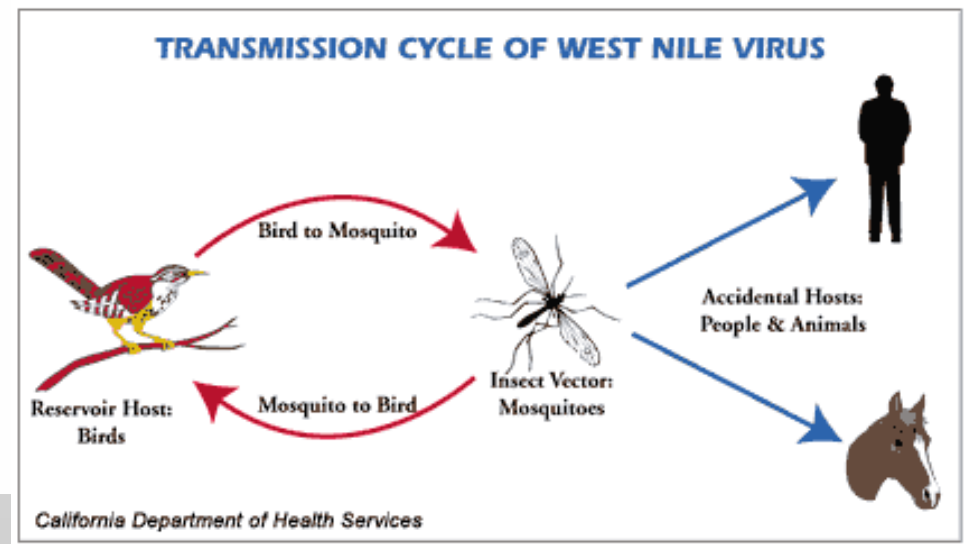 TRANSMISSION CYCLE OF WEST NILE VIRUS
Bird to Mosquito
Accidental Hosts:
People & Animals
Insect Vector:
Mosquitoes
Mosquito to Bird
Reservoir Host:
Birds
California Department of Health Services